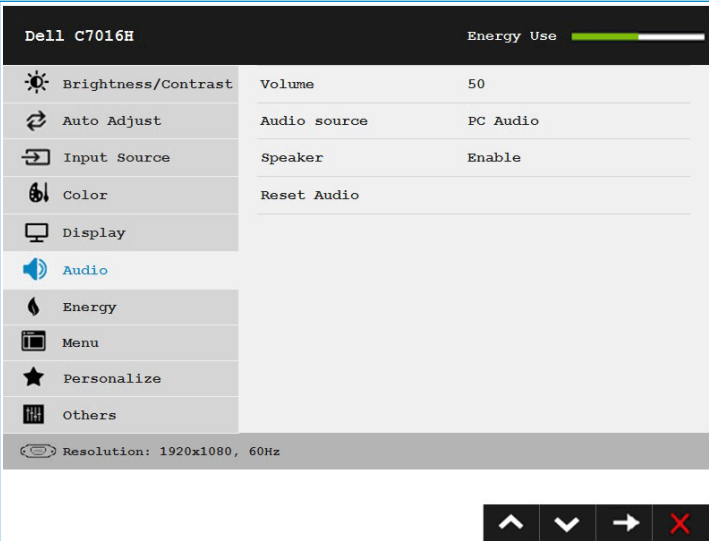 Dell C7016H Energy Use
Brightness/Contrast Volume 50
Auto Adjust Audio source PC Audio
Input Source Speaker Enable
Color Reset Audio
Display
Audio
Energy
Menu
Personalize
Others
Resolution: 1920x1080, 60Hz